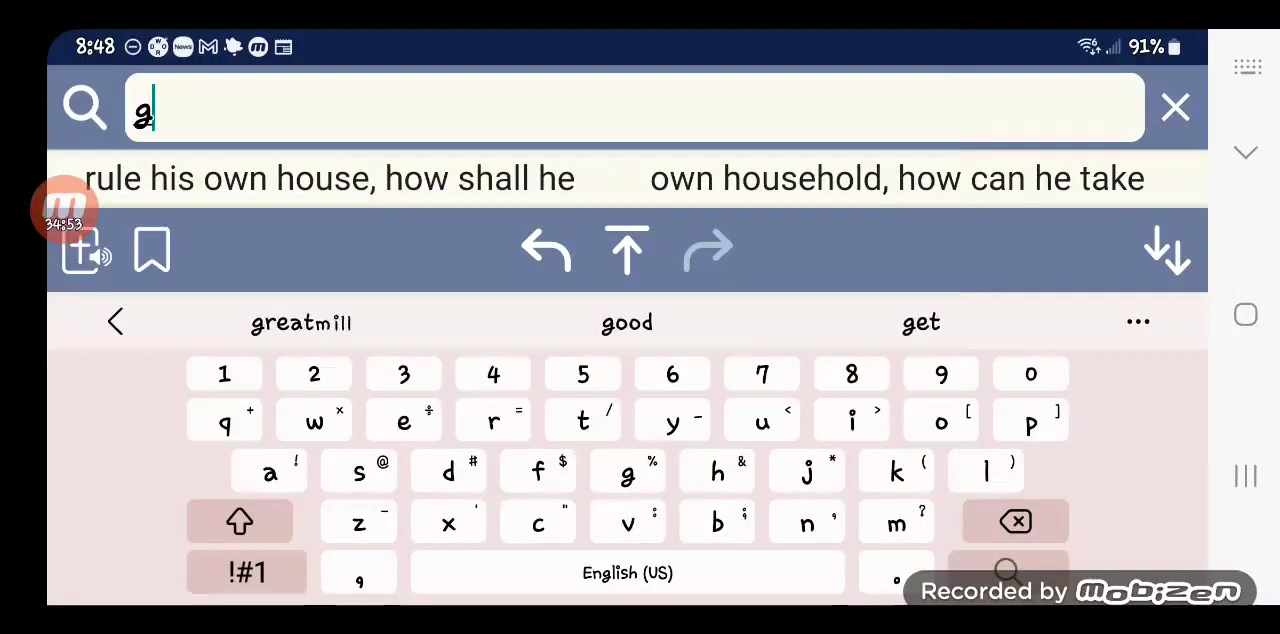 8:48 91%
g
rule his own house, how shall he own household, how can he take
34:53
greatmill good get ...
1 2 3 4 5 6 7 8 9 0
q + w × e ÷ r = t / y - u < i > o [ p ]
a ! s @ d # f $ g % h & j * k ( l )
z - x ' c " v : b ; n , m ?
!#1 , English (US) .
Recorded by mobizen